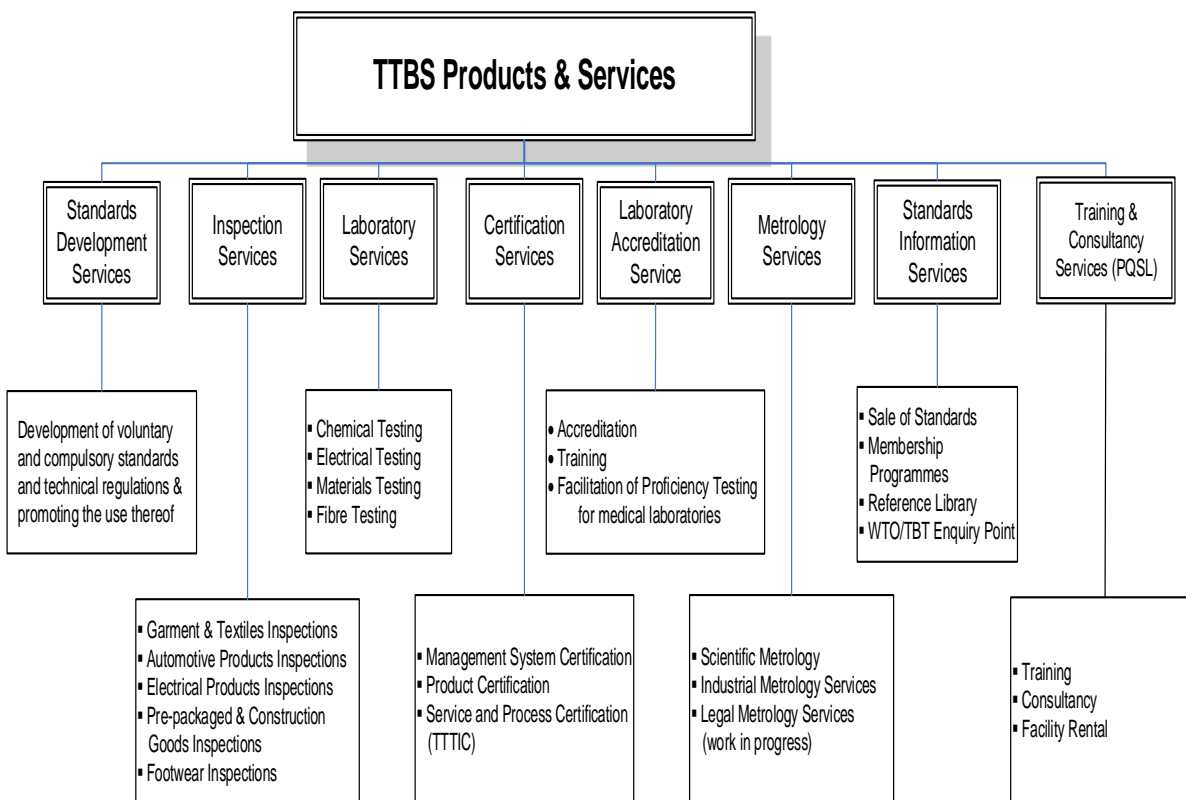 TTBS Products & Services
Standards
Development
Services
Inspection
Services
Laboratory
Services
Certification
Services
Laboratory
Accreditation
Service
Metrology
Services
Standards
Information
Services
Training &
Consultancy
Services (PQSL)
Development of voluntary
and compulsory standards
and technical regulations &
promoting the use thereof
▪ Chemical Testing
▪ Electrical Testing
▪ Materials Testing
▪ Fibre Testing
• Accreditation
• Training
• Facilitation of Proficiency Testing
for medical laboratories
▪ Sale of Standards
▪ Membership
Programmes
▪ Reference Library
▪ WTO/TBT Enquiry Point
▪ Garment & Textiles Inspections
▪ Automotive Products Inspections
▪ Electrical Products Inspections
▪ Pre-packaged & Construction
Goods Inspections
▪ Footwear Inspections
▪ Management System Certification
▪ Product Certification
▪ Service and Process Certification
(TTTIC)
▪ Scientific Metrology
▪ Industrial Metrology Services
▪ Legal Metrology Services
(work in progress)
▪ Training
▪ Consultancy
▪ Facility Rental